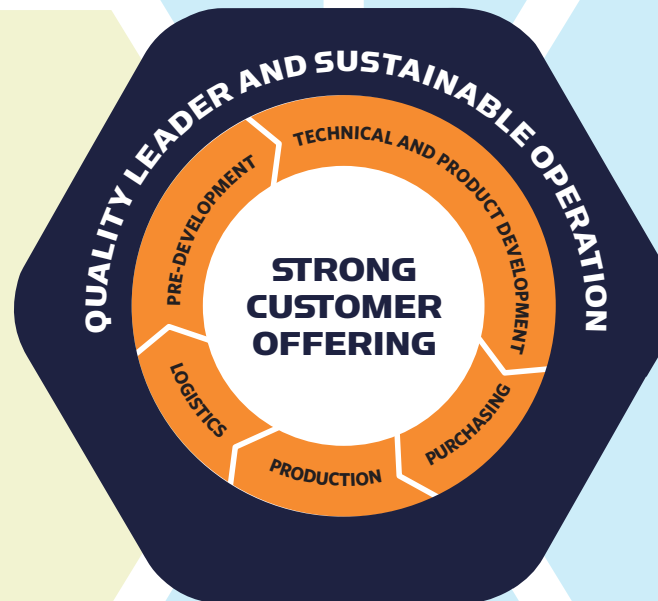 QUALITY LEADER AND SUSTAINABLE OPERATION
PRE-DEVELOPMENT
TECHNICAL AND PRODUCT DEVELOPMENT
PURCHASING
PRODUCTION
LOGISTICS
STRONG
CUSTOMER
OFFERING